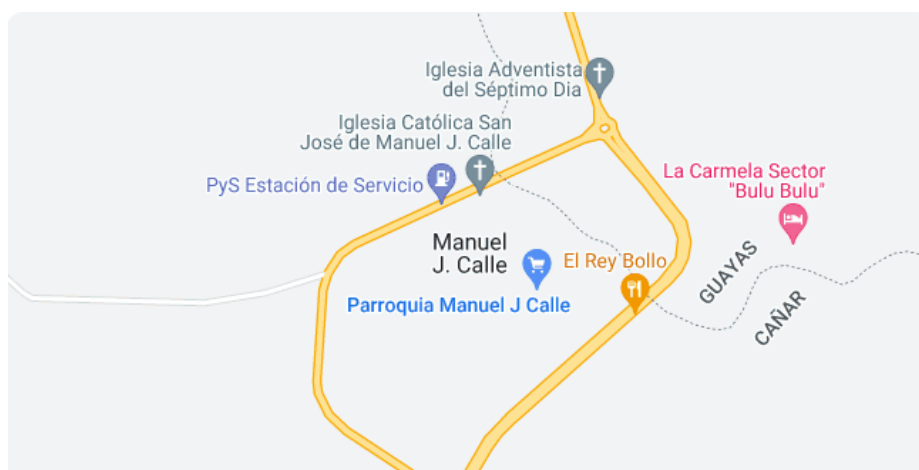 Iglesia Adventista
del Séptimo Dia
Iglesia Católica San
José de Manuel J. Calle
PyS Estación de Servicio
La Carmela Sector
"Bulu Bulu"
Manuel
J. Calle
El Rey Bollo
Parroquia Manuel J Calle
GUAYAS
CAÑAR